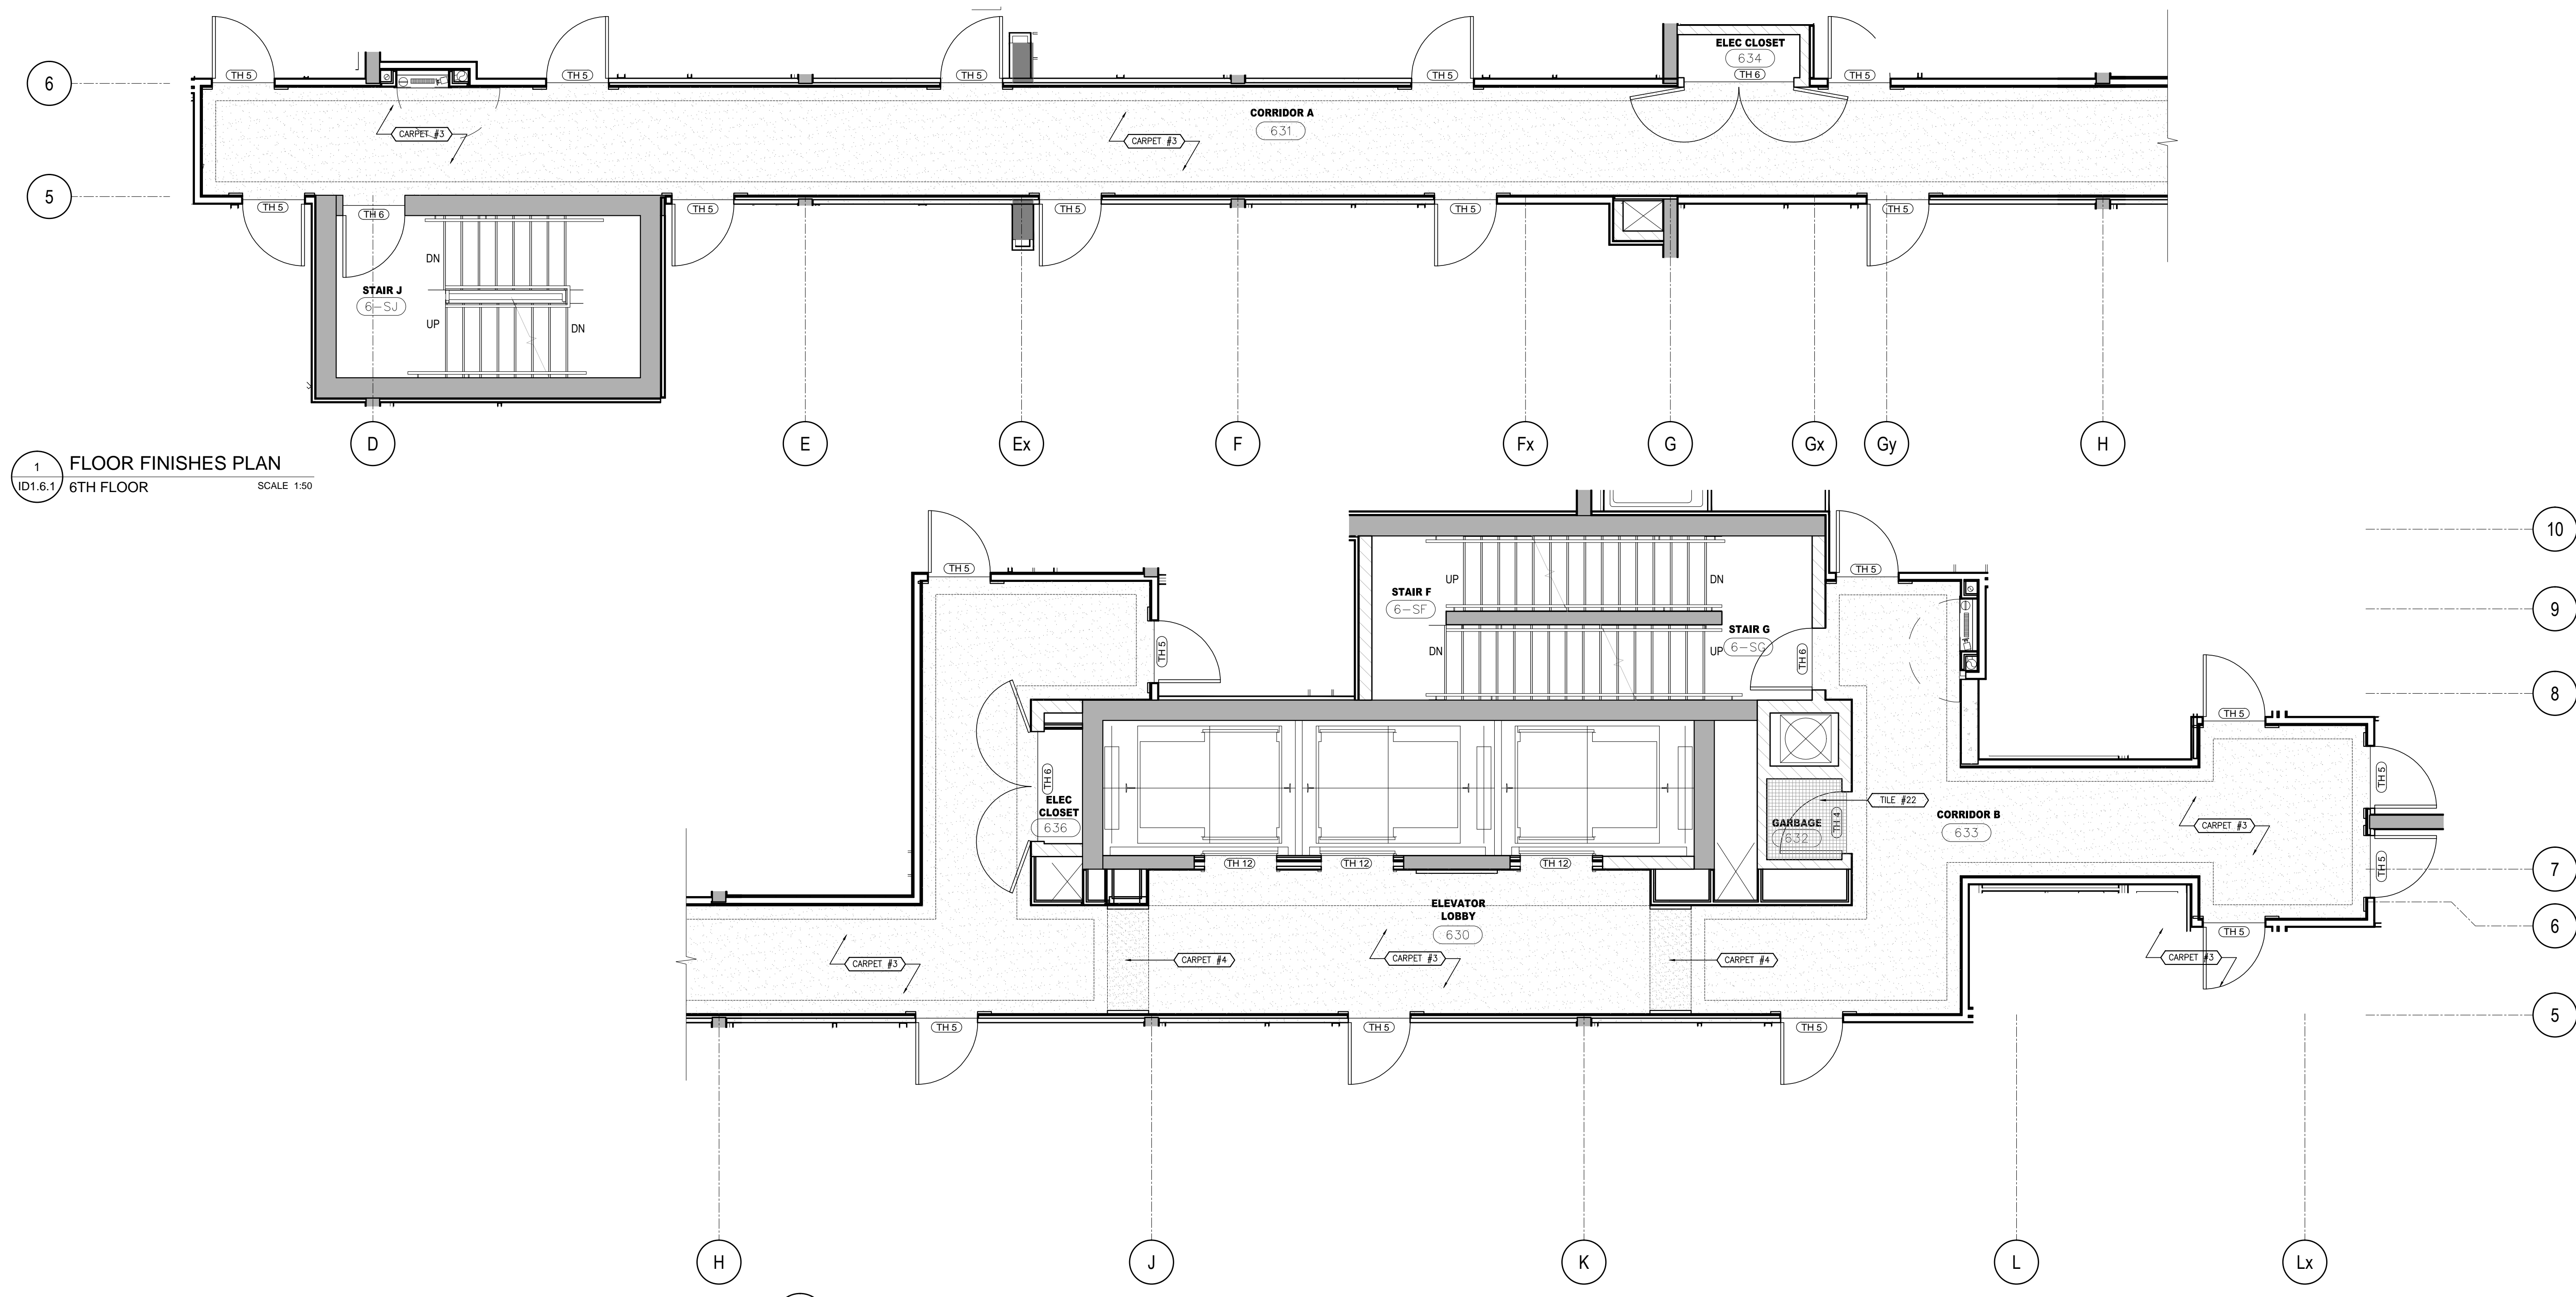 ELEC CLOSET
634
TH 5
TH 5
TH 5
TH 5
TH 6
TH 5
6
CORRIDOR A
631
CARPET #3
CARPET #3
5
TH 5
TH 6
TH 5
TH 5
TH 5
TH 5
DN
STAIR J
6-SJ
UP
DN
D
E
Ex
F
Fx
G
Gx
Gy
H
1
ID1.6.1
FLOOR FINISHES PLAN
6TH FLOOR
SCALE 1:50
10
TH 5
TH 5
UP
DN
STAIR F
6-SF
9
STAIR G
6-SG
DN
UP
TH 5
TH 6
8
TH 5
TH 6
ELEC
CLOSET
636
TH 5
TILE #22
GARBAGE
632
TH 4
CORRIDOR B
633
CARPET #3
TH 12
TH 12
TH 12
TH 5
7
ELEVATOR
LOBBY
630
6
TH 5
CARPET #3
CARPET #4
CARPET #3
CARPET #4
CARPET #3
5
TH 5
TH 5
TH 5
H
J
K
L
Lx